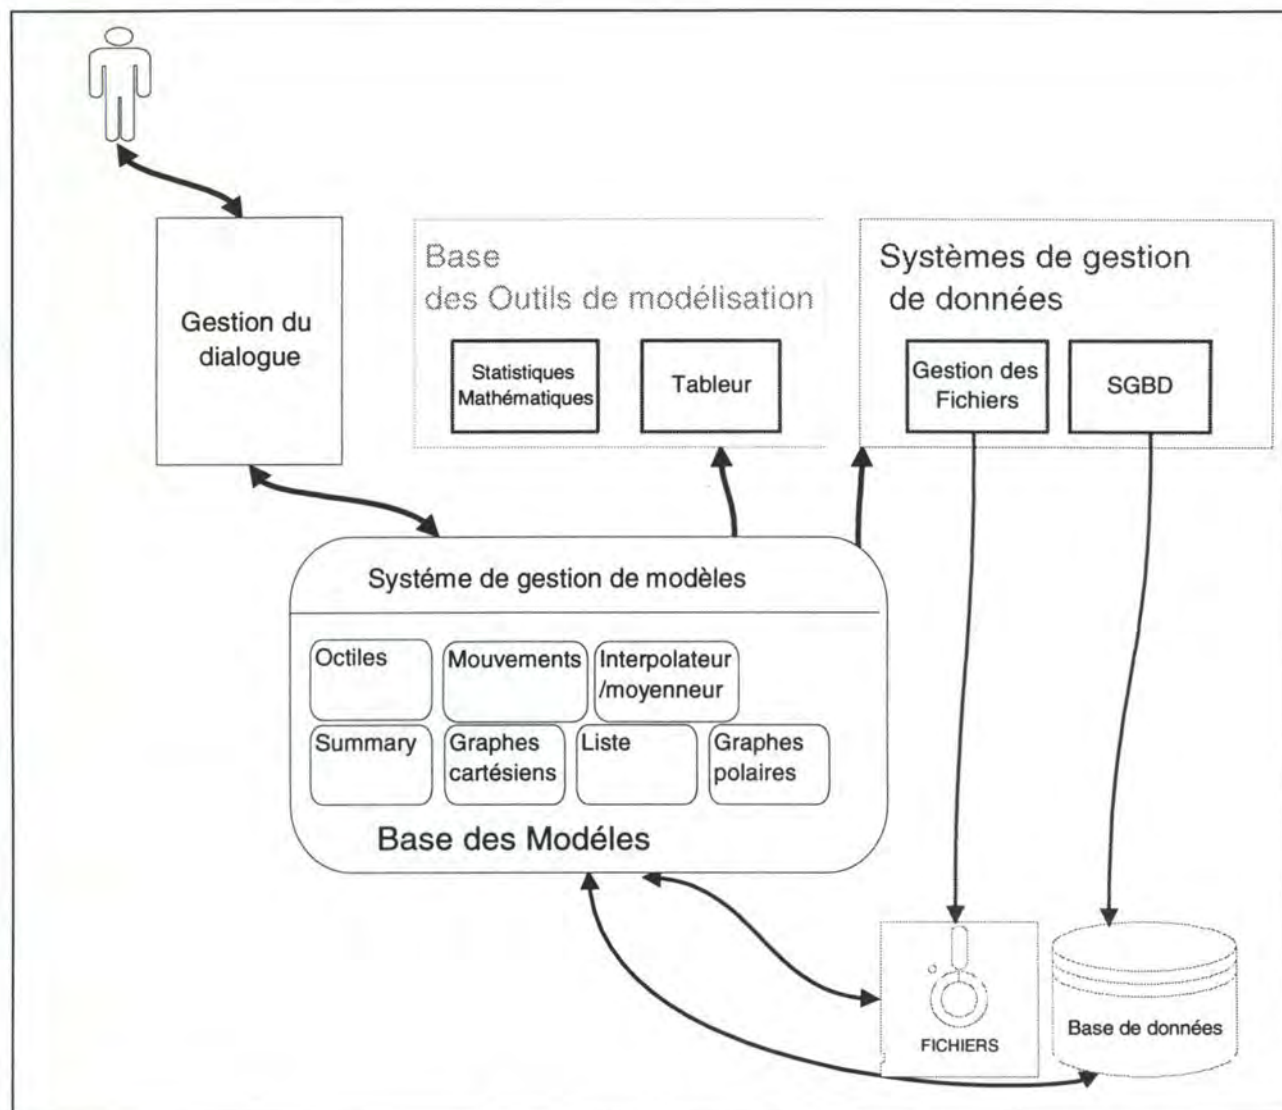 Gestion du
dialogue
Base
des Outils de modélisation
Statistiques
Mathématiques
Tableur
Systèmes de gestion
de données
Gestion des
Fichiers
SGBD
Systéme de gestion de modèles
Octiles
Mouvements
Interpolateur
/moyenneur
Summary
Graphes
cartésiens
Liste
Graphes
polaires
Base des Modéles
FICHIERS
Base de données